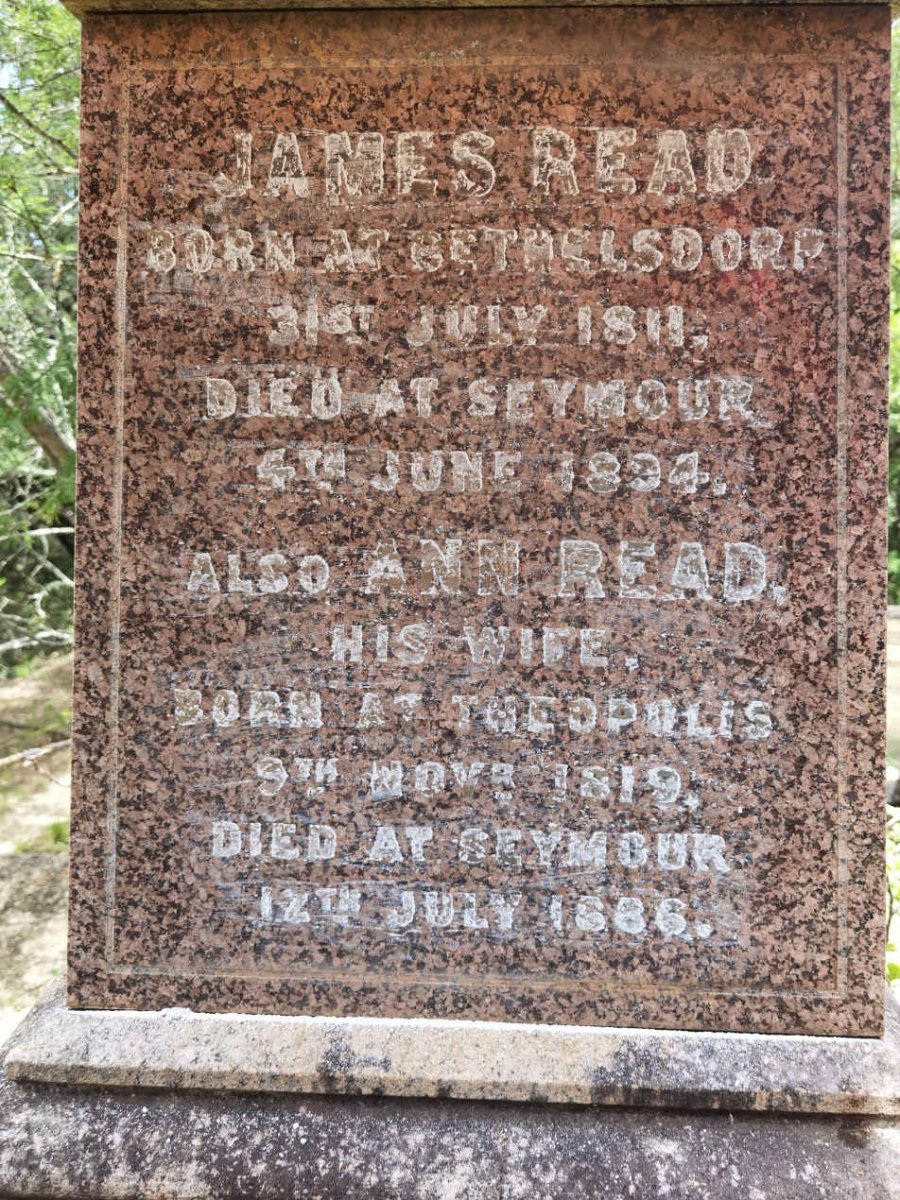 JAMES READ
BORN AT BETHELSDORP
31ST JULY 1811,
DIED AT SEYMOUR
4TH JUNE 1894.
ALSO ANN READ,
HIS WIFE,
BORN AT THEOPOLIS
9TH NOVR 1819,
DIED AT SEYMOUR
12TH JULY 1886.